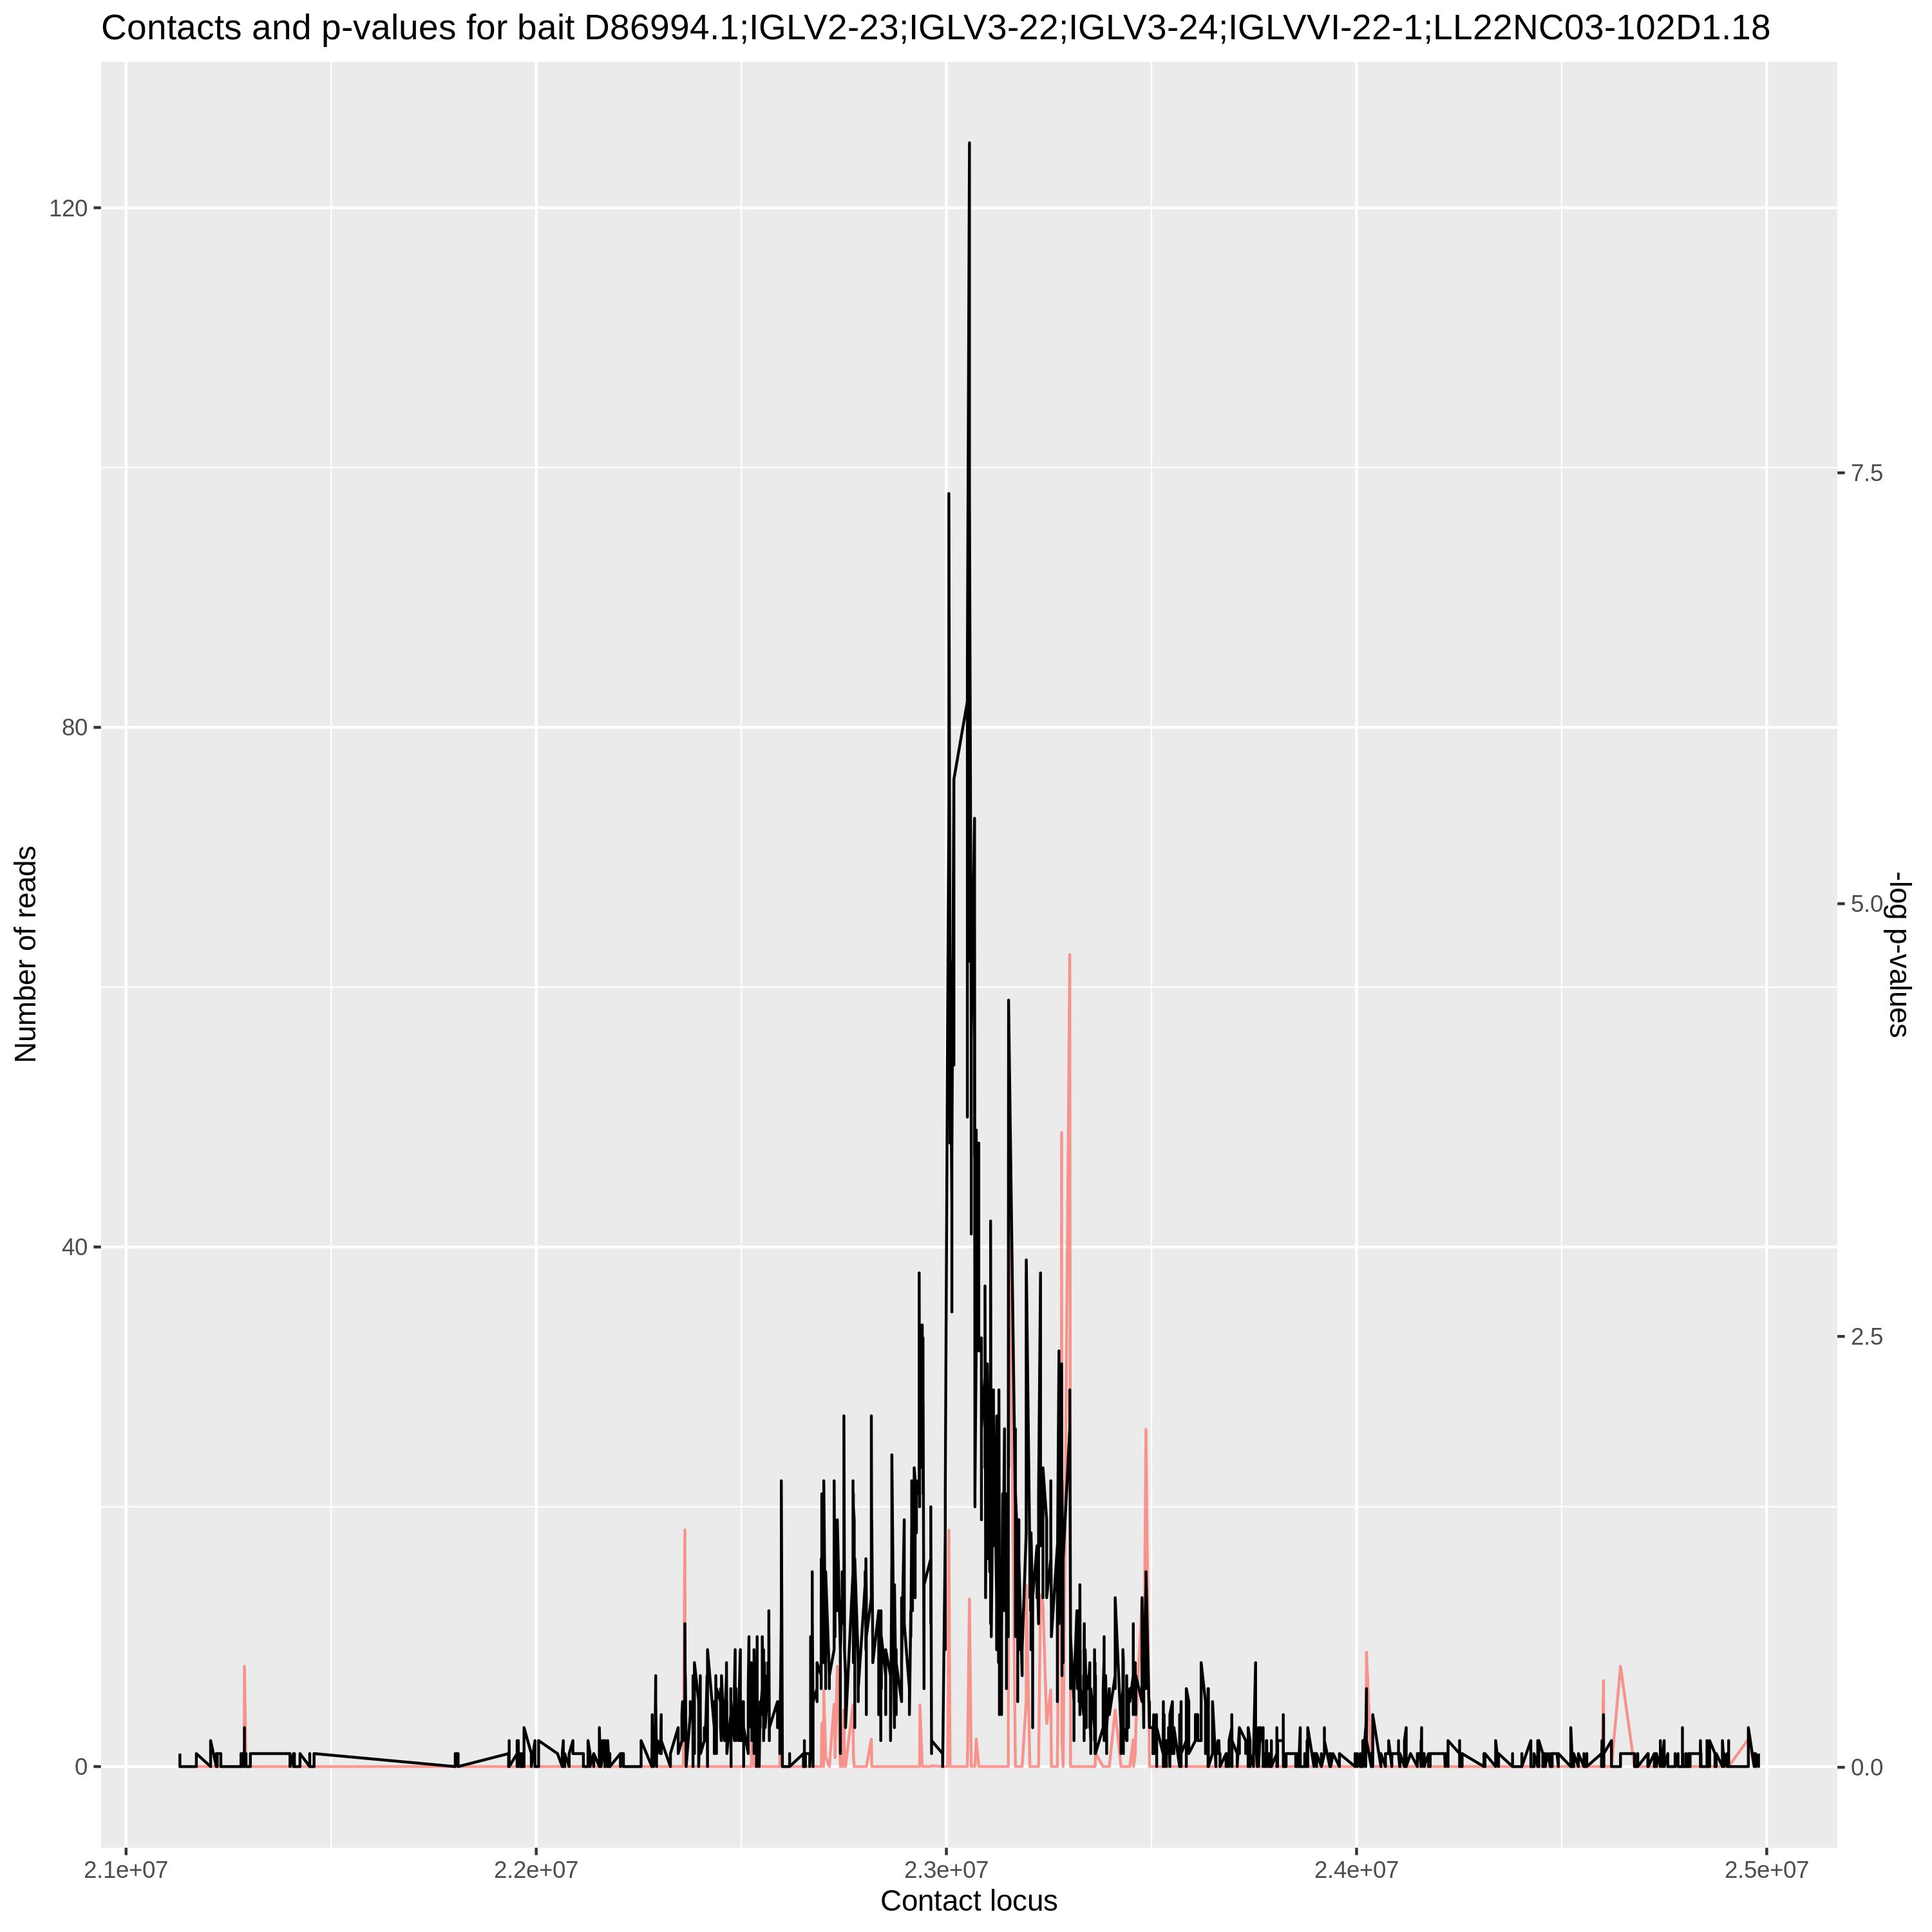 Contacts and p-values for bait D86994.1;IGLV2-23;IGLV3-22;IGLV3-24;IGLVVI-22-1;LL22NC03-102D1.18
120
80
40
0
Number of reads
7.5
5.0
2.5
0.0
-log p-values
2.1e+07 2.2e+07 2.3e+07 2.4e+07 2.5e+07
Contact locus